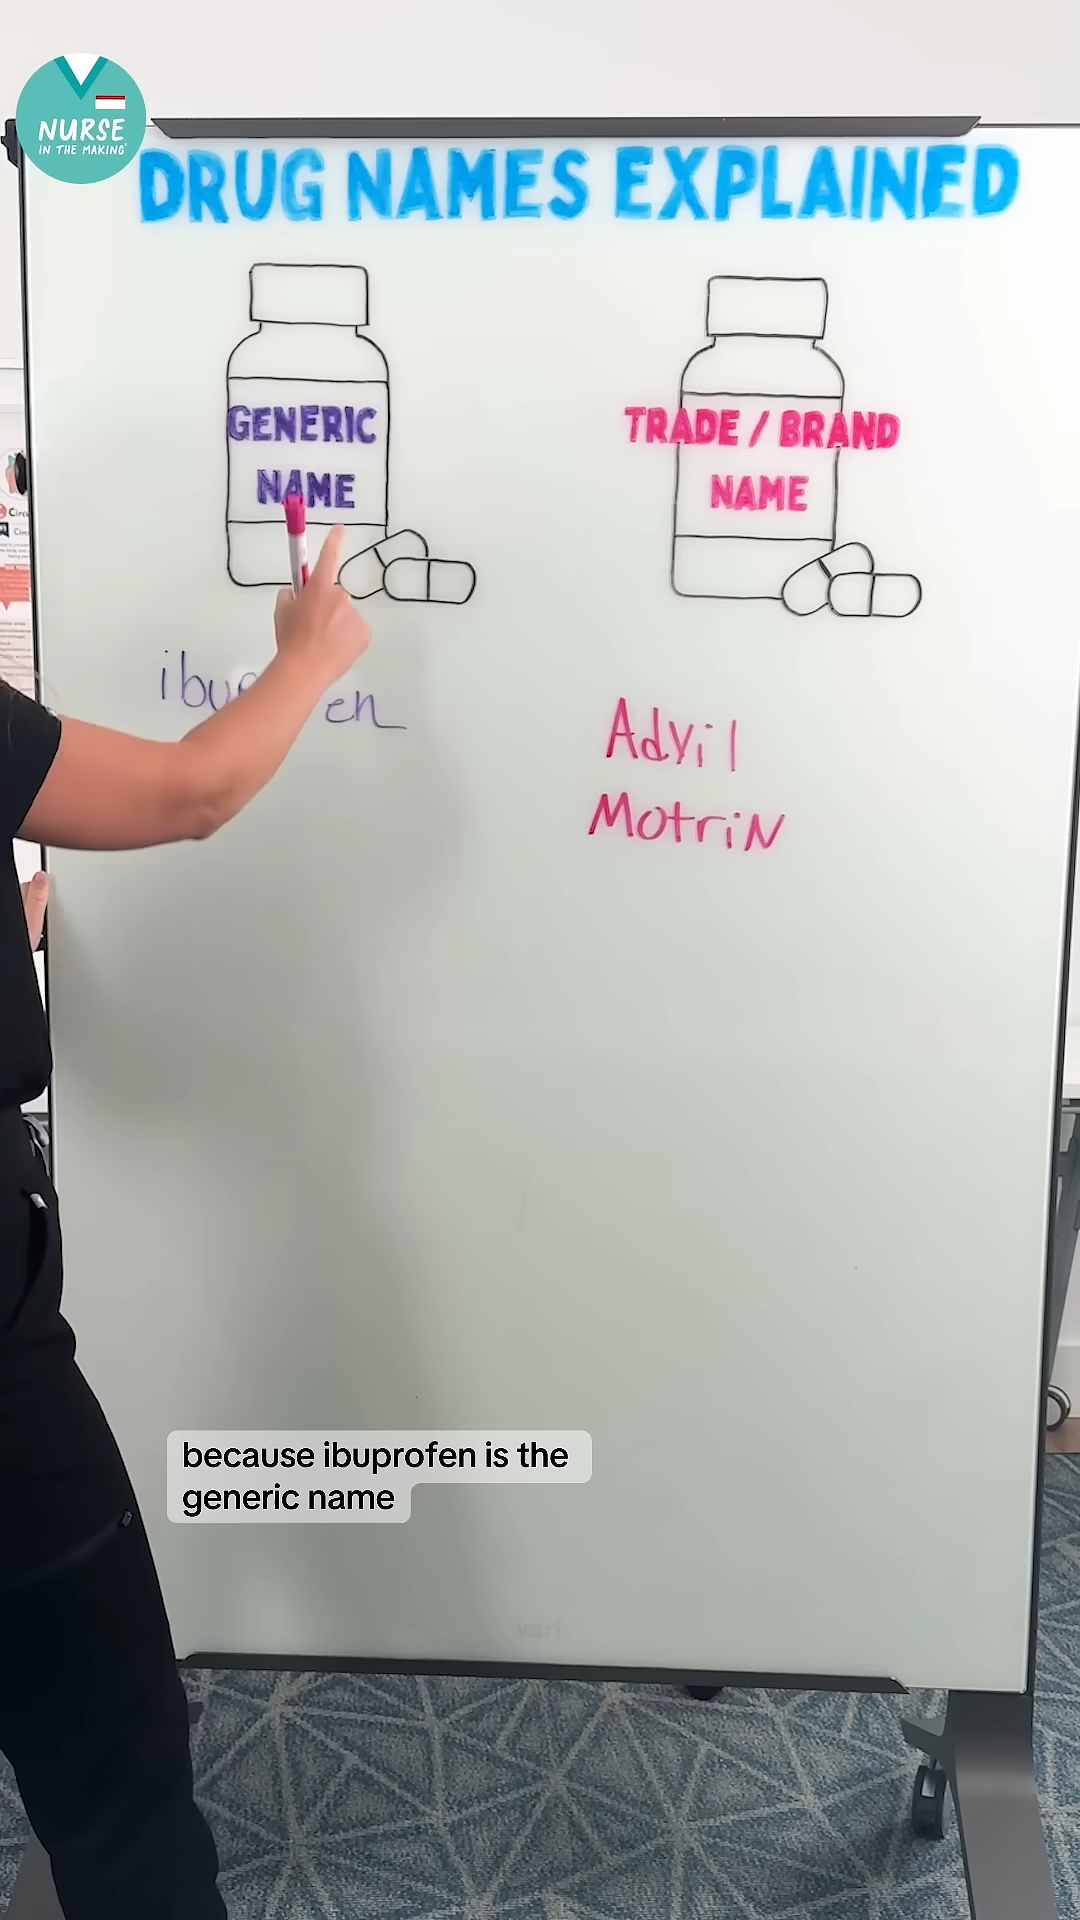 NURSE
IN THE MAKING
DRUG NAMES EXPLAINED
GENERIC
NAME
TRADE / BRAND
NAME
Advil
MotriN
because ibuprofen is the
generic name
vari